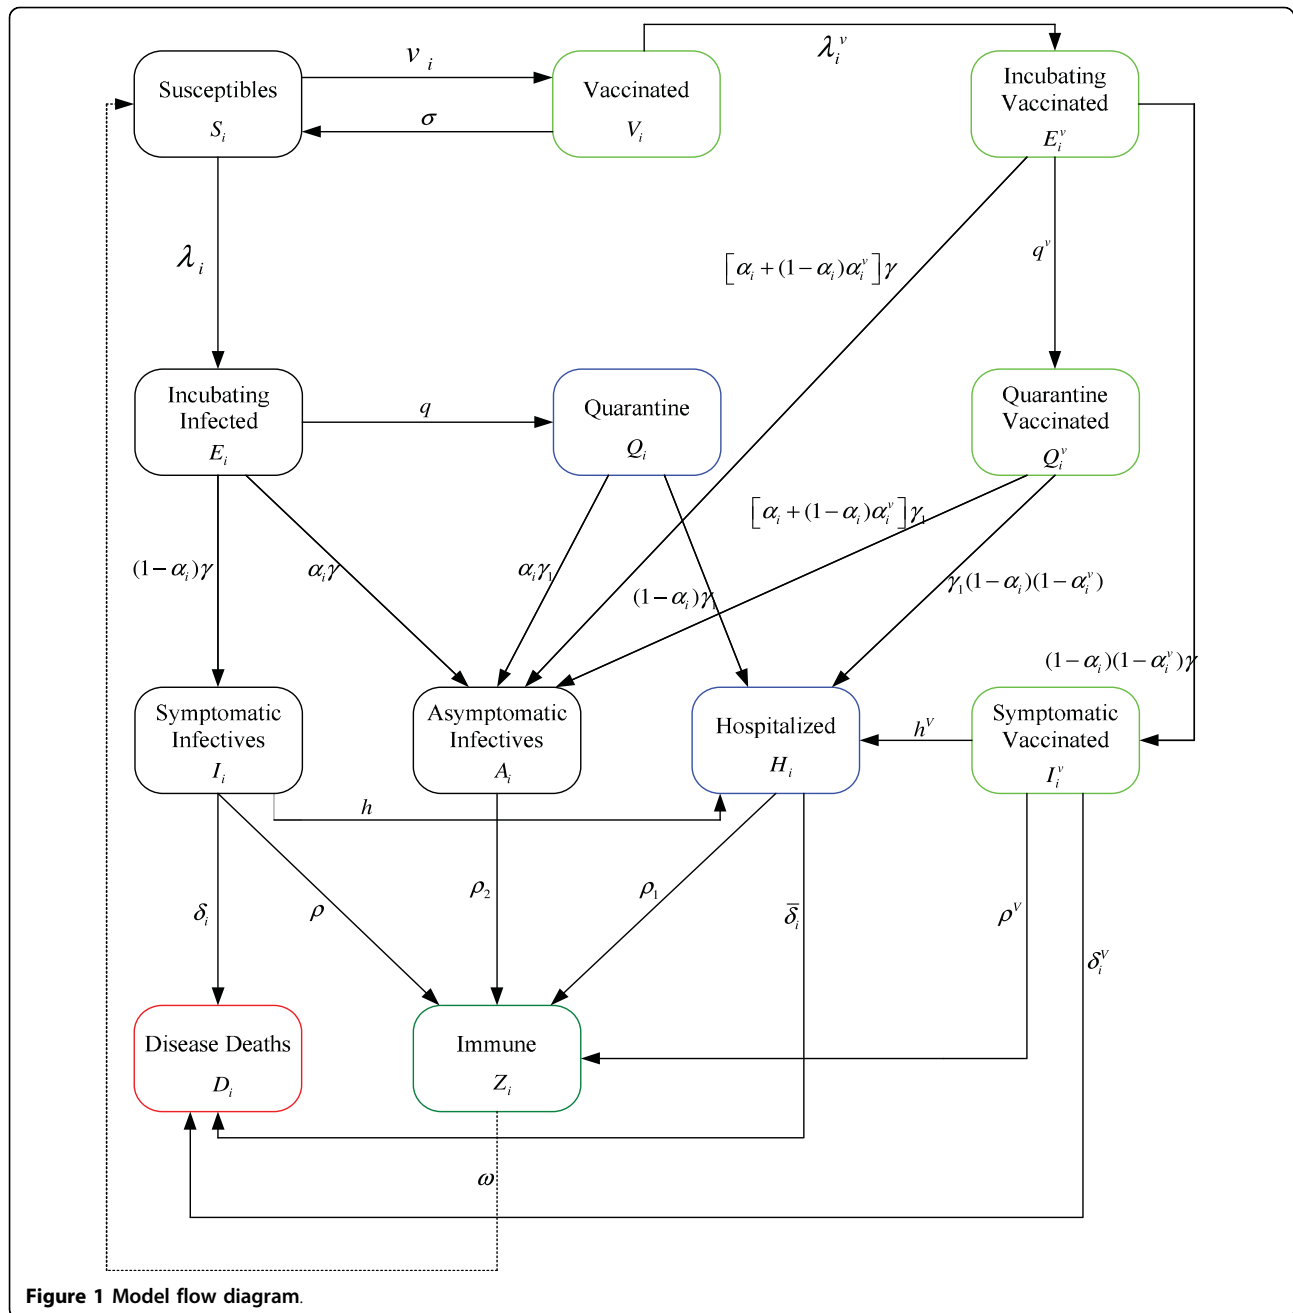 ν i
λ_i^v
Susceptibles
S_i
Vaccinated
V_i
Incubating
Vaccinated
E_i^v
σ
λ_i
[α_i + (1 − α_i)α_i^v]γ
q^v
Incubating
Infected
E_i
q
Quarantine
Q_i
Quarantine
Vaccinated
Q_i^v
[α_i + (1 − α_i)α_i^v]γ_1
(1 − α_i)γ
α_iγ
α_iγ_1
(1 − α_i)γ_1
γ_1(1 − α_i)(1 − α_i^v)
(1 − α_i)(1 − α_i^v)γ
Symptomatic
Infectives
I_i
Asymptomatic
Infectives
A_i
Hospitalized
H_i
h^V
Symptomatic
Vaccinated
I_i^v
h
δ_i
ρ
ρ_2
ρ_1
δ̄_i
ρ^V
δ_i^V
Disease Deaths
D_i
Immune
Z_i
ω
Figure 1 Model flow diagram.